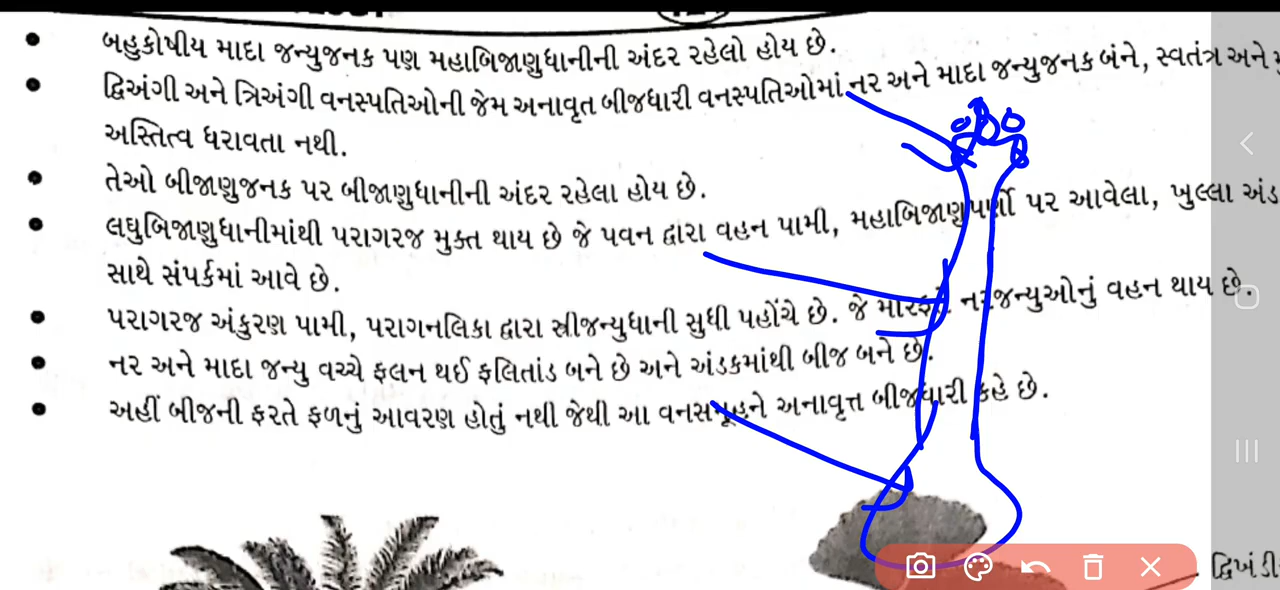 બહુકોષીય માદા જન્યુજનક પણ મહાબિજાણુધાનીની અંદર રહેલો હોય છે.
દ્વિઅંગી અને ત્રિઅંગી વનસ્પતિઓની જેમ અનાવૃત બીજધારી વનસ્પતિઓમાં નર અને માદા જન્યુજનક બંને, સ્વતંત્ર અને
અસ્તિત્વ ધરાવતા નથી.
તેઓ બીજાણુજનક પર બીજાણુધાનીની અંદર રહેલા હોય છે.
લઘુબિજાણુધાનીમાંથી પરાગરજ મુક્ત થાય છે જે પવન દ્વારા વહન પામી, મહાબિજાણુપર્ણો પર આવેલા, ખુલ્લા અંડ
સાથે સંપર્કમાં આવે છે.
પરાગરજ અંકુરણ પામી, પરાગનલિકા દ્વારા સ્ત્રીજન્યુધાની સુધી પહોંચે છે. જે મારફતે નરજન્યુઓનું વહન થાય છે.
નર અને માદા જન્યુ વચ્ચે ફલન થઈ ફલિતાંડ બને છે અને અંડકમાંથી બીજ બને છે.
અહીં બીજની ફરતે ફળનું આવરણ હોતું નથી જેથી આ વનસમૂહને અનાવૃત્ત બીજધારી કહે છે.
દ્વિખંડી